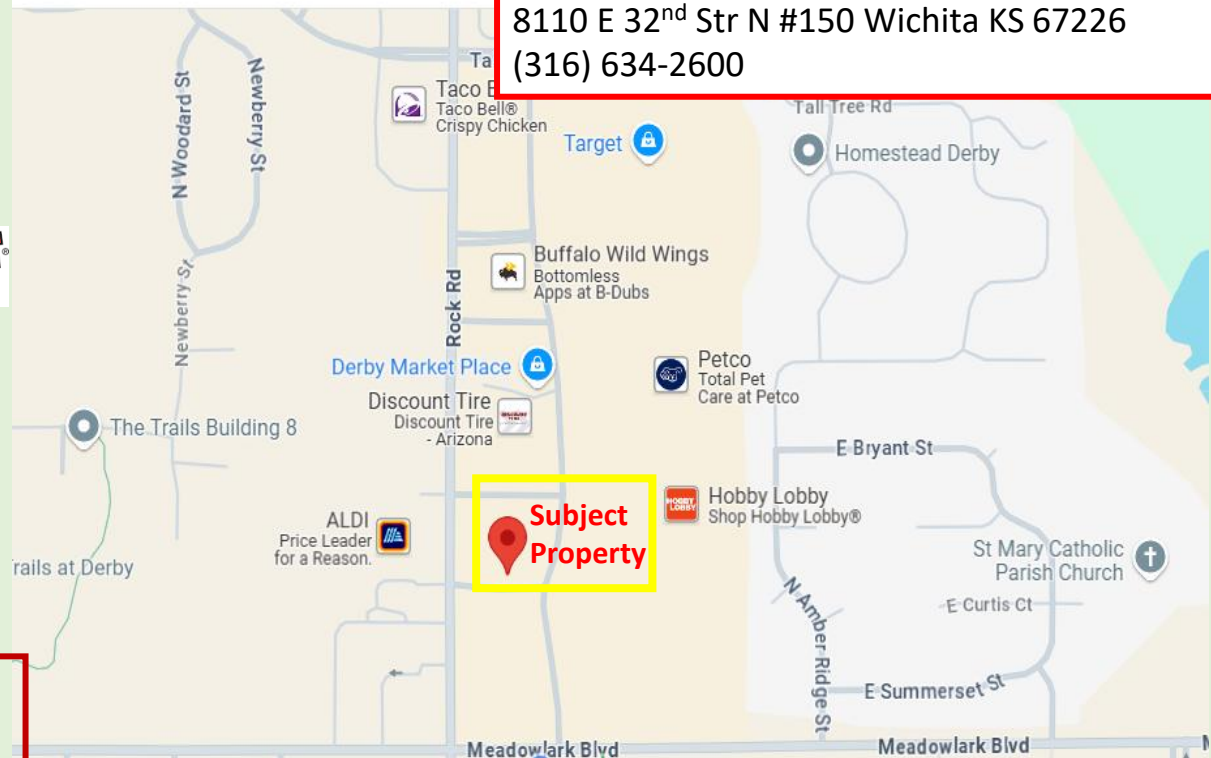 8110 E 32nd Str N #150 Wichita KS 67226
(316) 634-2600
N Woodard St
Newberry St
Taco
Taco Bell®
Crispy Chicken
Target
Tall Tree Rd
Homestead Derby
Newberry St
Rock Rd
Buffalo Wild Wings
Bottomless
Apps at B-Dubs
Derby Market Place
Petco
Total Pet
Care at Petco
Discount Tire
Discount Tire
- Arizona
The Trails Building 8
E Bryant St
Hobby Lobby
Shop Hobby Lobby®
HOBBY
LOBBY
ALDI
Price Leader
for a Reason.
Subject
Property
St Mary Catholic
Parish Church
rails at Derby
E Curtis Ct
N Amber Ridge St
E Summerset St
Meadowlark Blvd
Meadowlark Blvd